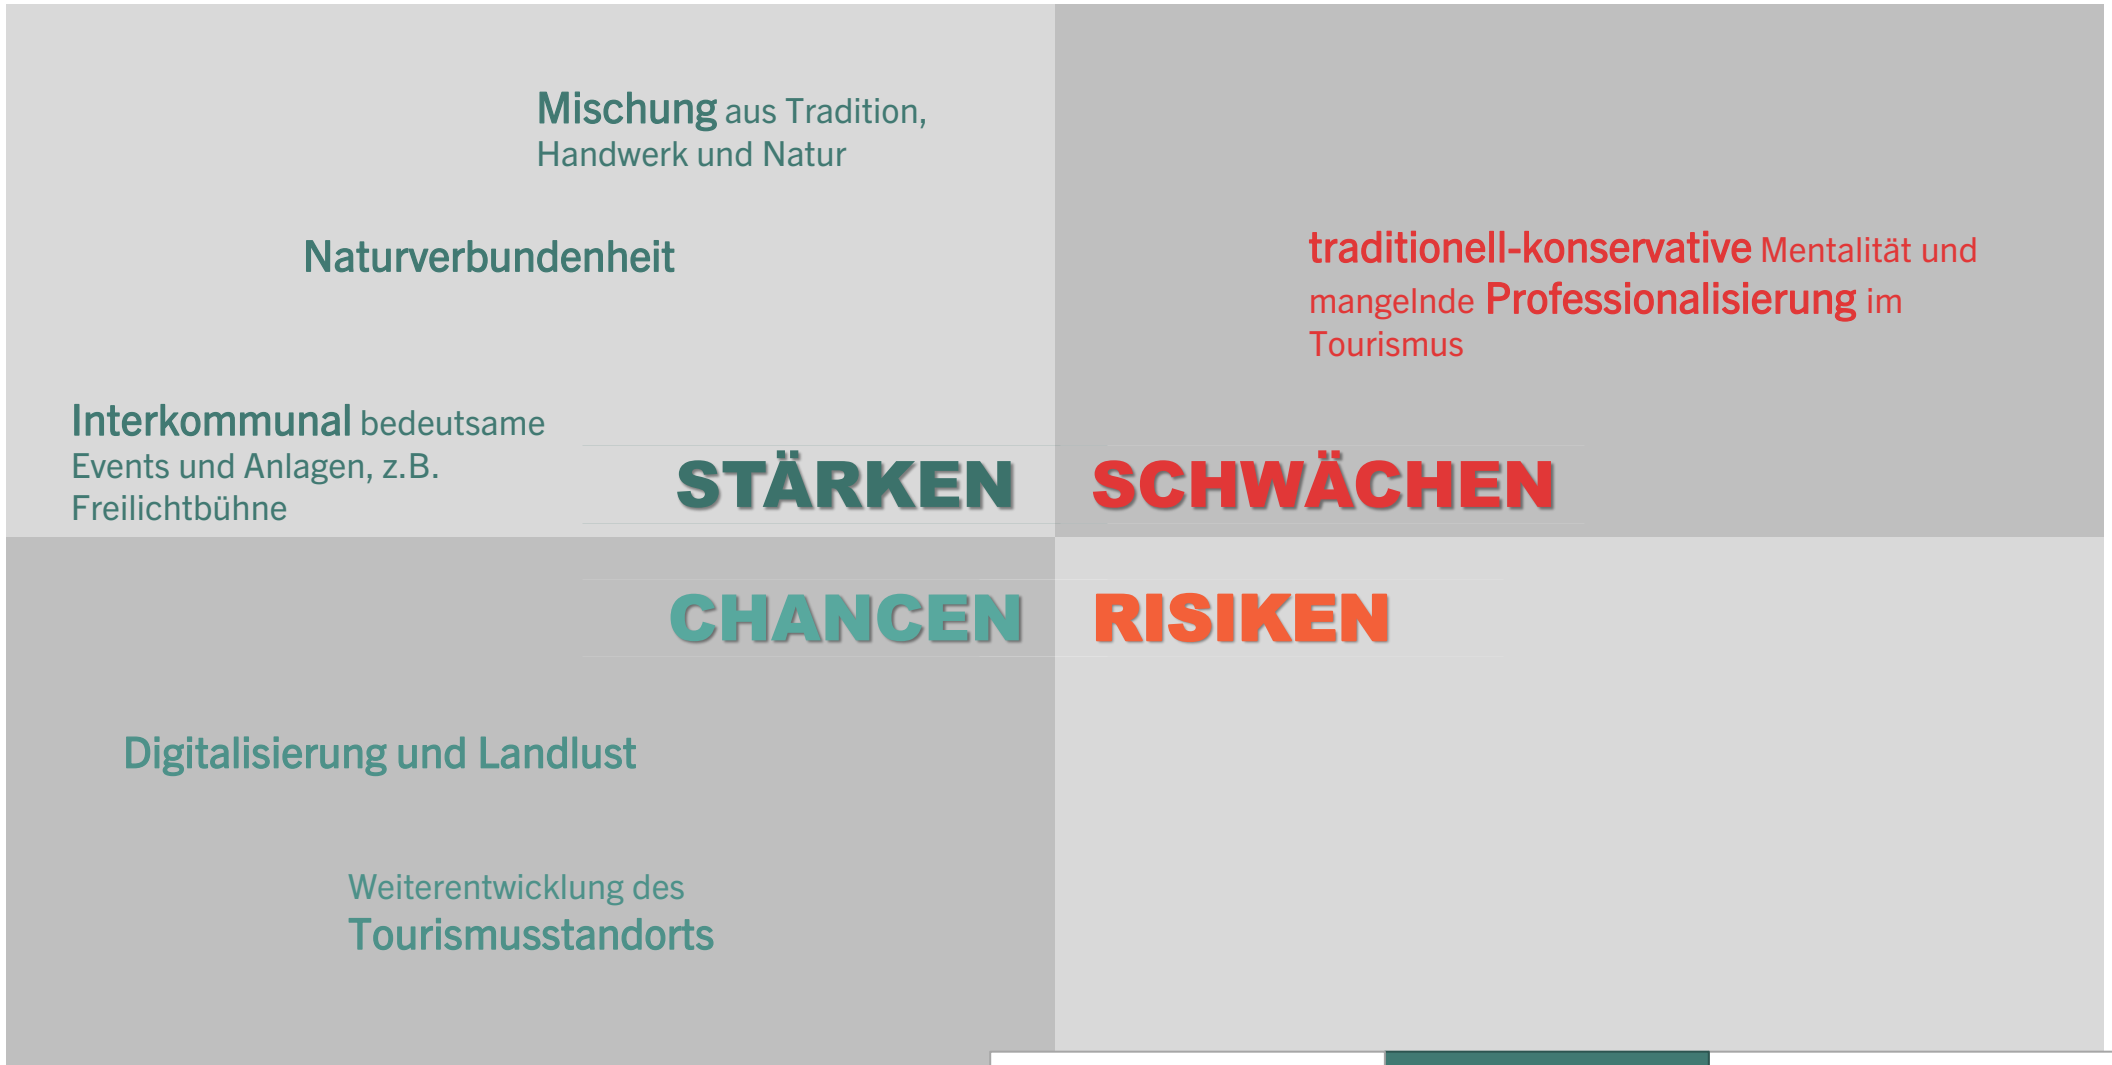 Mischung aus Tradition,
Handwerk und Natur
Naturverbundenheit
Interkommunal bedeutsame
Events und Anlagen, z.B.
Freilichtbühne
STÄRKEN
traditionell-konservative Mentalität und
mangelnde Professionalisierung im
Tourismus
SCHWÄCHEN
CHANCEN
Digitalisierung und Landlust
Weiterentwicklung des
Tourismusstandorts
RISIKEN